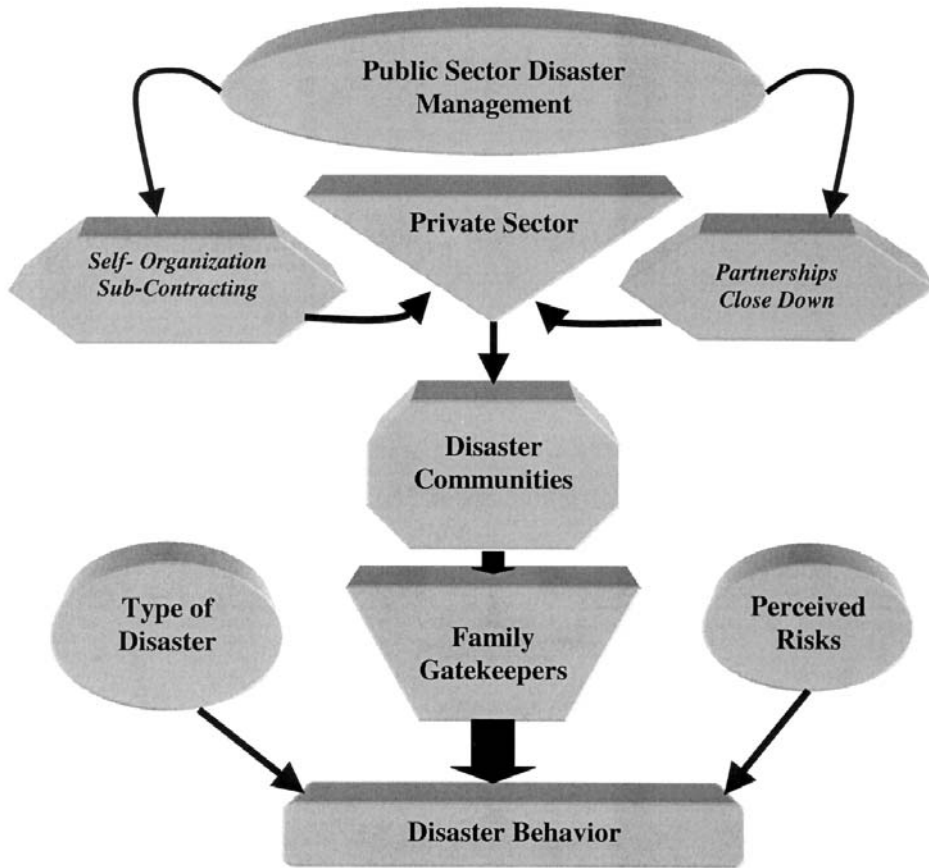 Public Sector Disaster
Management
Private Sector
Self- Organization
Sub-Contracting
Partnerships
Close Down
Disaster
Communities
Type of
Disaster
Family
Gatekeepers
Perceived
Risks
Disaster Behavior